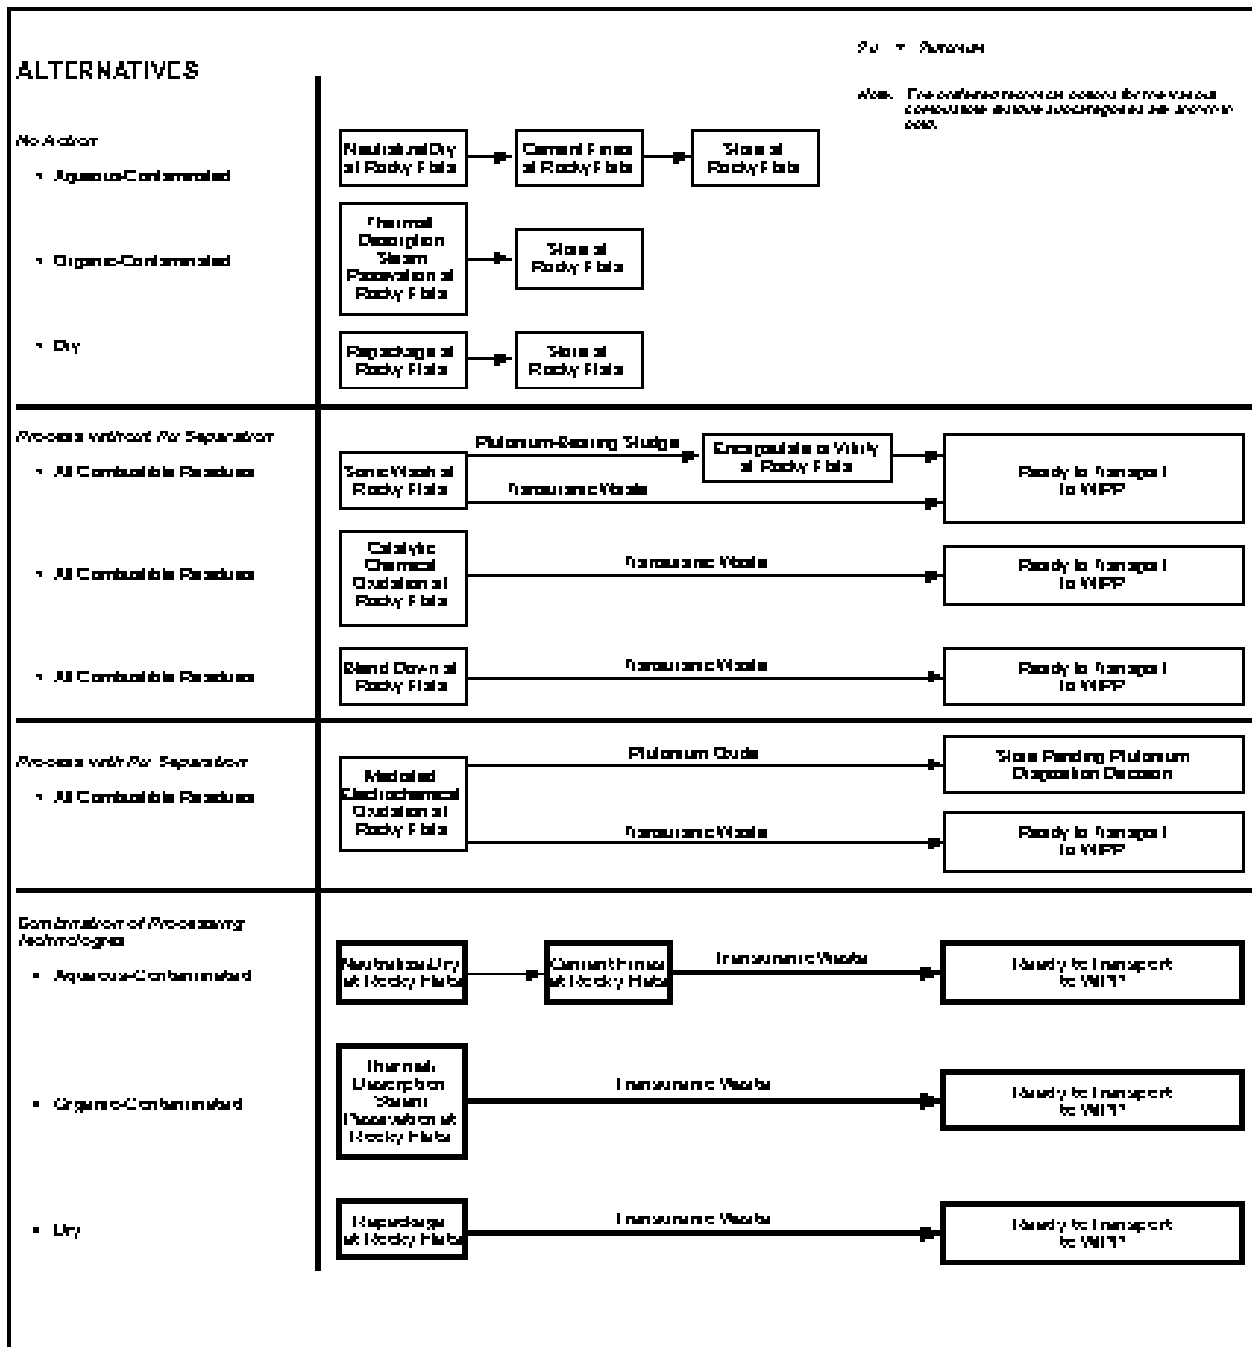 ALTERNATIVES
Pu = Plutonium
Note: The preferred
combustible
bold.
No Action
• Aqueous-Contaminated
Neutralize/Dry
at Rocky Flats
Cement Fines
at Rocky Flats
Store at
Rocky Flats
• Organic-Contaminated
Thermal
Desorption
Steam
Passivation at
Rocky Flats
Store at
Rocky Flats
• Dry
Repackage at
Rocky Flats
Store at
Rocky Flats
Process without Pu Separation
• All Combustible Residues
Sonic Wash at
Rocky Flats
Plutonium-Bearing Sludge
Encapsulate or Vitrify
at Rocky Flats
Transuranic Waste
Ready to Transport
to WIPP
• All Combustible Residues
Catalytic
Chemical
Oxidation at
Rocky Flats
Transuranic Waste
Ready to Transport
to WIPP
• All Combustible Residues
Blend Down at
Rocky Flats
Transuranic Waste
Ready to Transport
to WIPP
Process with Pu Separation
• All Combustible Residues
Mediated
Electrochemical
Oxidation at
Rocky Flats
Plutonium Oxide
Store Pending Plutonium
Disposition Decision
Transuranic Waste
Ready to Transport
to WIPP
Combination of Processing
Technologies
• Aqueous-Contaminated
Neutralize/Dry
at Rocky Flats
Cement Fines
at Rocky Flats
Transuranic Waste
Ready to Transport
to WIPP
• Organic-Contaminated
Thermal
Desorption
Steam
Passivation at
Rocky Flats
Transuranic Waste
Ready to Transport
to WIPP
• Dry
Repackage
at Rocky Flats
Transuranic Waste
Ready to Transport
to WIPP